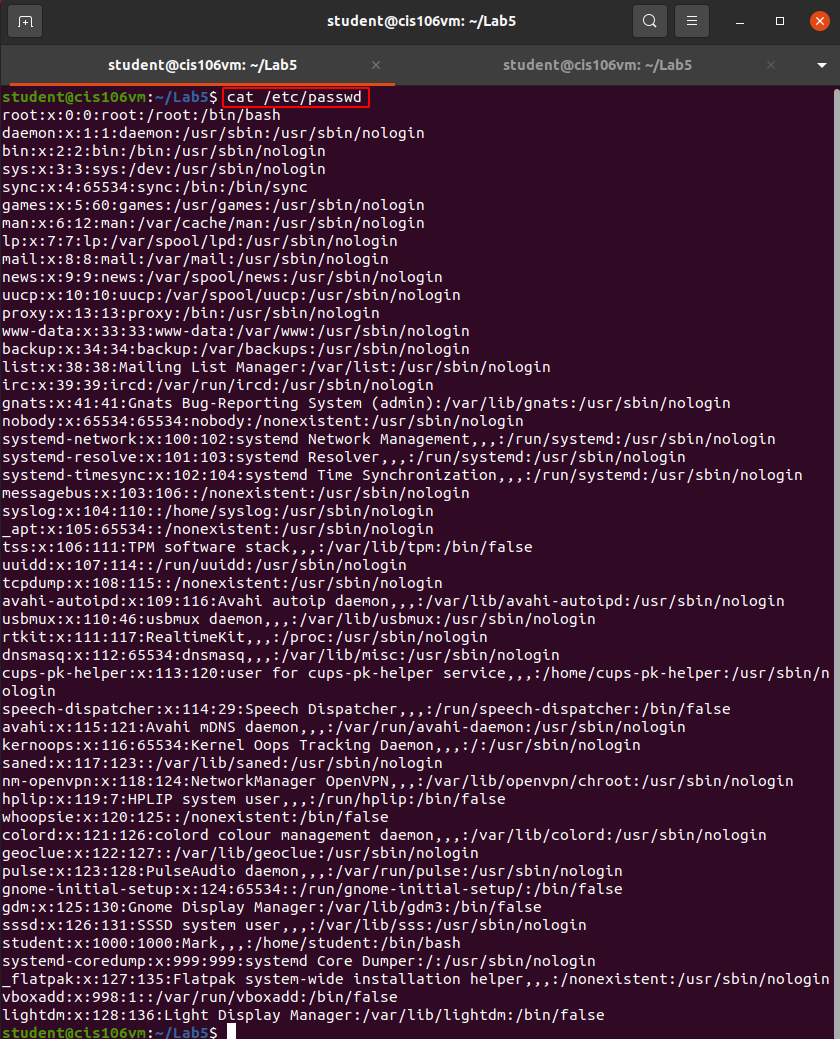 student@cis106vm: ~/Lab5
student@cis106vm: ~/Lab5
student@cis106vm: ~/Lab5
student@cis106vm:~/Lab5$ cat /etc/passwd
root:x:0:0:root:/root:/bin/bash
daemon:x:1:1:daemon:/usr/sbin:/usr/sbin/nologin
bin:x:2:2:bin:/bin:/usr/sbin/nologin
sys:x:3:3:sys:/dev:/usr/sbin/nologin
sync:x:4:65534:sync:/bin:/bin/sync
games:x:5:60:games:/usr/games:/usr/sbin/nologin
man:x:6:12:man:/var/cache/man:/usr/sbin/nologin
lp:x:7:7:lp:/var/spool/lpd:/usr/sbin/nologin
mail:x:8:8:mail:/var/mail:/usr/sbin/nologin
news:x:9:9:news:/var/spool/news:/usr/sbin/nologin
uucp:x:10:10:uucp:/var/spool/uucp:/usr/sbin/nologin
proxy:x:13:13:proxy:/bin:/usr/sbin/nologin
www-data:x:33:33:www-data:/var/www:/usr/sbin/nologin
backup:x:34:34:backup:/var/backups:/usr/sbin/nologin
list:x:38:38:Mailing List Manager:/var/list:/usr/sbin/nologin
irc:x:39:39:ircd:/var/run/ircd:/usr/sbin/nologin
gnats:x:41:41:Gnats Bug-Reporting System (admin):/var/lib/gnats:/usr/sbin/nologin
nobody:x:65534:65534:nobody:/nonexistent:/usr/sbin/nologin
systemd-network:x:100:102:systemd Network Management,,,:/run/systemd:/usr/sbin/nologin
systemd-resolve:x:101:103:systemd Resolver,,,:/run/systemd:/usr/sbin/nologin
systemd-timesync:x:102:104:systemd Time Synchronization,,,:/run/systemd:/usr/sbin/nologin
messagebus:x:103:106::/nonexistent:/usr/sbin/nologin
syslog:x:104:110::/home/syslog:/usr/sbin/nologin
_apt:x:105:65534::/nonexistent:/usr/sbin/nologin
tss:x:106:111:TPM software stack,,,:/var/lib/tpm:/bin/false
uuidd:x:107:114::/run/uuidd:/usr/sbin/nologin
tcpdump:x:108:115::/nonexistent:/usr/sbin/nologin
avahi-autoipd:x:109:116:Avahi autoip daemon,,,:/var/lib/avahi-autoipd:/usr/sbin/nologin
usbmux:x:110:46:usbmux daemon,,,:/var/lib/usbmux:/usr/sbin/nologin
rtkit:x:111:117:RealtimeKit,,,:/proc:/usr/sbin/nologin
dnsmasq:x:112:65534:dnsmasq,,,:/var/lib/misc:/usr/sbin/nologin
cups-pk-helper:x:113:120:user for cups-pk-helper service,,,:/home/cups-pk-helper:/usr/sbin/n
ologin
speech-dispatcher:x:114:29:Speech Dispatcher,,,:/run/speech-dispatcher:/bin/false
avahi:x:115:121:Avahi mDNS daemon,,,:/var/run/avahi-daemon:/usr/sbin/nologin
kernoops:x:116:65534:Kernel Oops Tracking Daemon,,,:/:/usr/sbin/nologin
saned:x:117:123::/var/lib/saned:/usr/sbin/nologin
nm-openvpn:x:118:124:NetworkManager OpenVPN,,,:/var/lib/openvpn/chroot:/usr/sbin/nologin
hplip:x:119:7:HPLIP system user,,,:/run/hplip:/bin/false
whoopsie:x:120:125::/nonexistent:/bin/false
colord:x:121:126:colord colour management daemon,,,:/var/lib/colord:/usr/sbin/nologin
geoclue:x:122:127::/var/lib/geoclue:/usr/sbin/nologin
pulse:x:123:128:PulseAudio daemon,,,:/var/run/pulse:/usr/sbin/nologin
gnome-initial-setup:x:124:65534::/run/gnome-initial-setup/:/bin/false
gdm:x:125:130:Gnome Display Manager:/var/lib/gdm3:/bin/false
sssd:x:126:131:SSSD system user,,,:/var/lib/sss:/usr/sbin/nologin
student:x:1000:1000:Mark,,,:/home/student:/bin/bash
systemd-coredump:x:999:999:systemd Core Dumper:/:/usr/sbin/nologin
_flatpak:x:127:135:Flatpak system-wide installation helper,,,:/nonexistent:/usr/sbin/nologin
vboxadd:x:998:1::/var/run/vboxadd:/bin/false
lightdm:x:128:136:Light Display Manager:/var/lib/lightdm:/bin/false
student@cis106vm:~/Lab5$